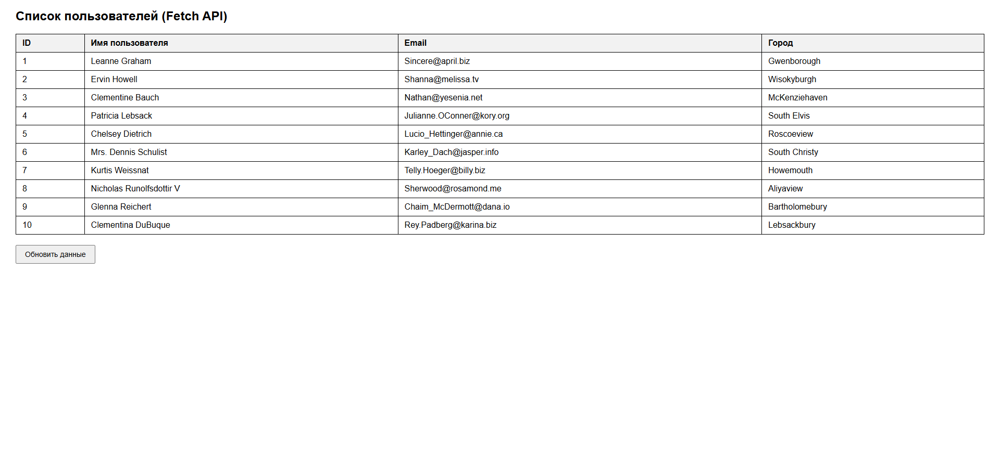 Список пользователей (Fetch API)
ID Имя пользователя Email Город
1 Leanne Graham Sincere@april.biz Gwenborough
2 Ervin Howell Shanna@melissa.tv Wisokyburgh
3 Clementine Bauch Nathan@yesenia.net McKenziehaven
4 Patricia Lebsack Julianne.OConner@kory.org South Elvis
5 Chelsey Dietrich Lucio_Hettinger@annie.ca Roscoeview
6 Mrs. Dennis Schulist Karley_Dach@jasper.info South Christy
7 Kurtis Weissnat Telly.Hoeger@billy.biz Howemouth
8 Nicholas Runolfsdottir V Sherwood@rosamond.me Aliyaview
9 Glenna Reichert Chaim_McDermott@dana.io Bartholomebury
10 Clementina DuBuque Rey.Padberg@karina.biz Lebsackbury
Обновить данные